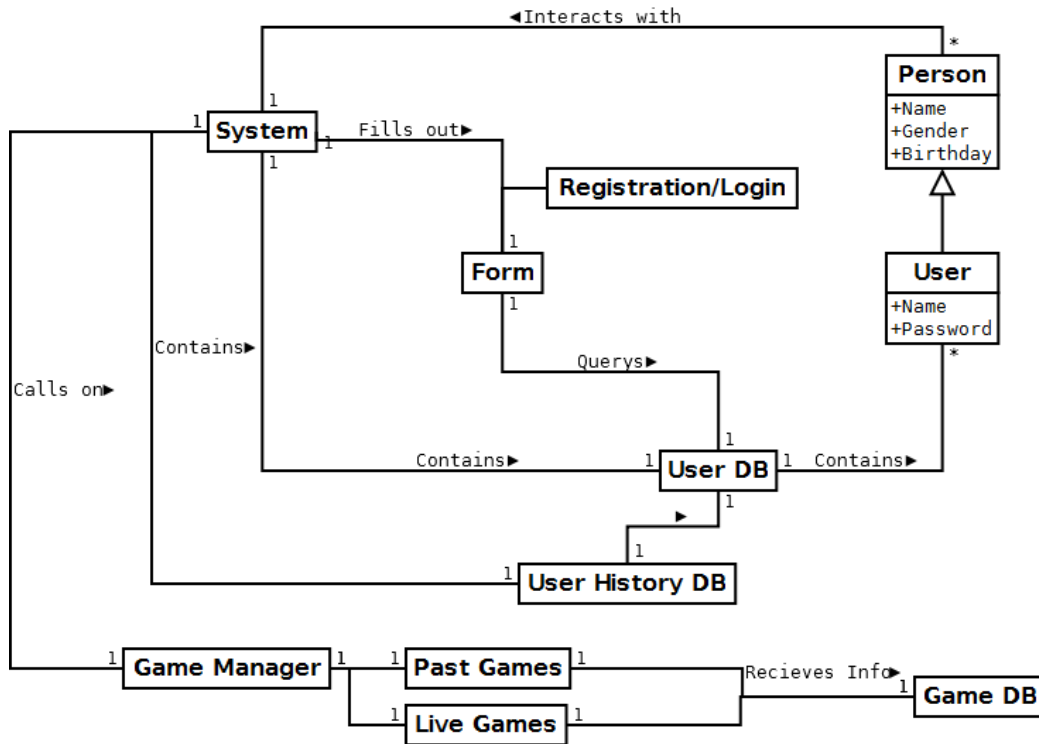 ◄Interacts with
*
Person
+Name
+Gender
+Birthday
1
1
System
1
1
Fills out►
Registration/Login
1
Form
1
User
+Name
+Password
*
Contains►
Querys►
Calls on►
1
Contains►
1
User DB
1
Contains►
1
►
1
1
User History DB
1
Game Manager
1
1
Past Games
1
Recieves Info►
1
Game DB
1
Live Games
1